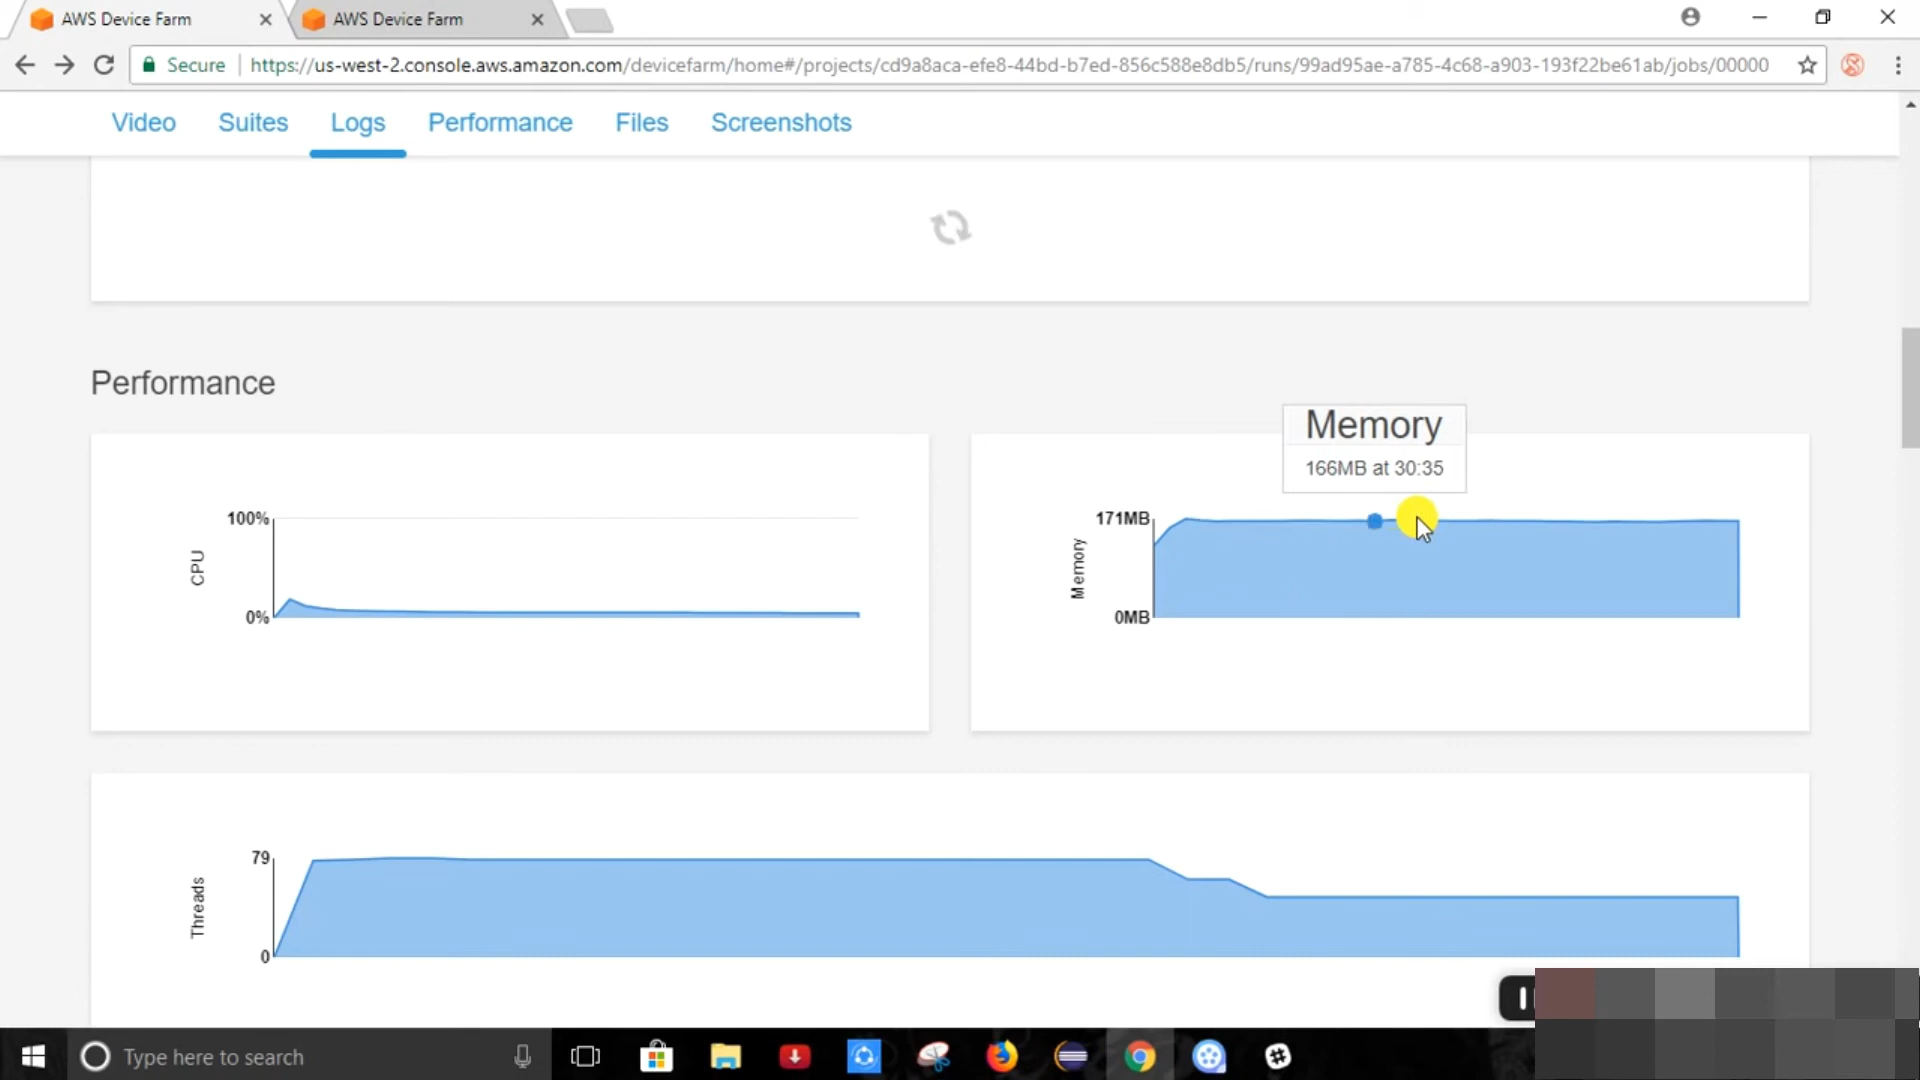 AWS Device Farm
AWS Device Farm
Secure
https://us-west-2.console.aws.amazon.com/devicefarm/home#/projects/cd9a8aca-efe8-44bd-b7ed-856c588e8db5/runs/99ad95ae-a785-4c68-a903-193f22be61ab/jobs/00000
Video
Suites
Logs
Performance
Files
Screenshots
Performance
100%
CPU
0%
Memory
166MB at 30:35
171MB
Memory
0MB
79
Threads
0
Type here to search